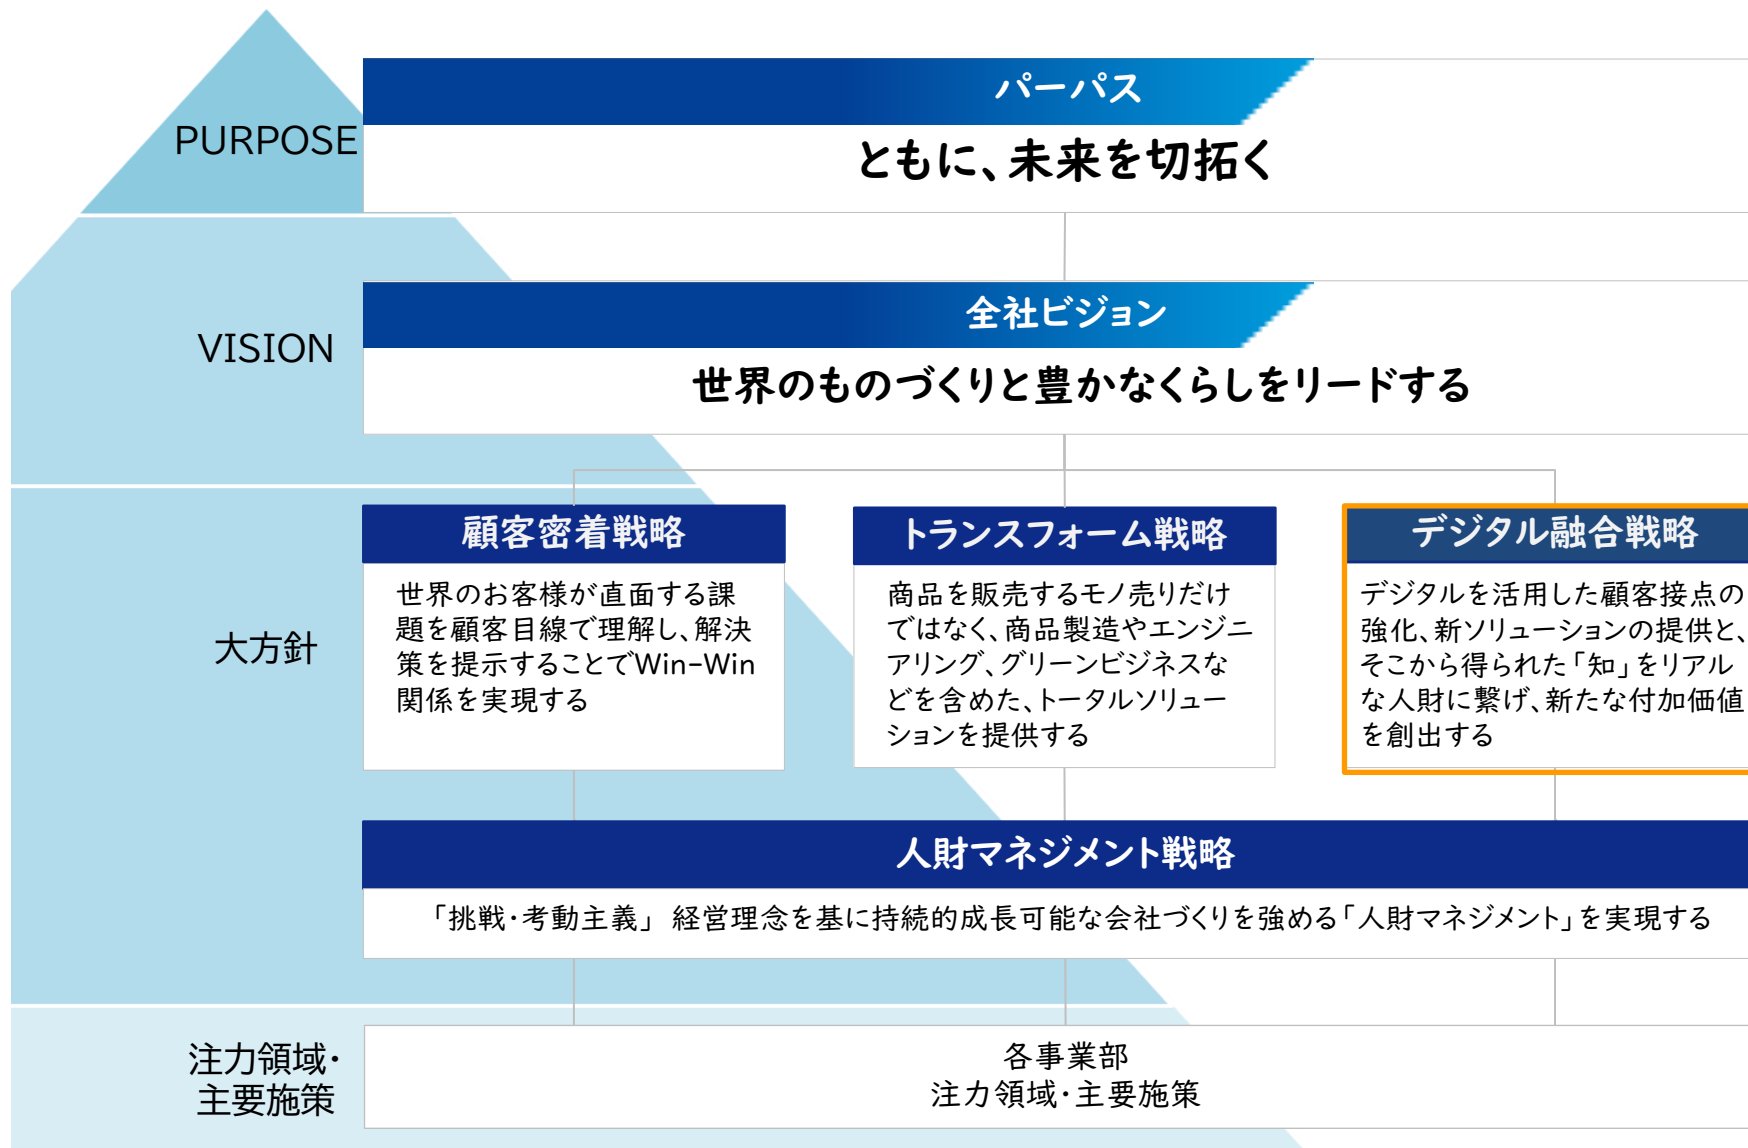 PURPOSE
パーパス
ともに、未来を切拓く
VISION
全社ビジョン
世界のものづくりと豊かなくらしをリードする
大方針
顧客密着戦略
世界のお客様が直面する課
題を顧客目線で理解し、解決
策を提示することでWin-Win
関係を実現する
トランスフォーム戦略
商品を販売するモノ売りだけ
ではなく、商品製造やエンジニ
アリング、グリーンビジネスな
どを含めた、トータルソリュー
ションを提供する
デジタル融合戦略
デジタルを活用した顧客接点の
強化、新ソリューションの提供と、
そこから得られた「知」をリアル
な人財に繋げ、新たな付加価値
を創出する
人財マネジメント戦略
「挑戦・考動主義」 経営理念を基に持続的成長可能な会社づくりを強める「人財マネジメント」を実現する
注力領域・
主要施策
各事業部
注力領域・主要施策